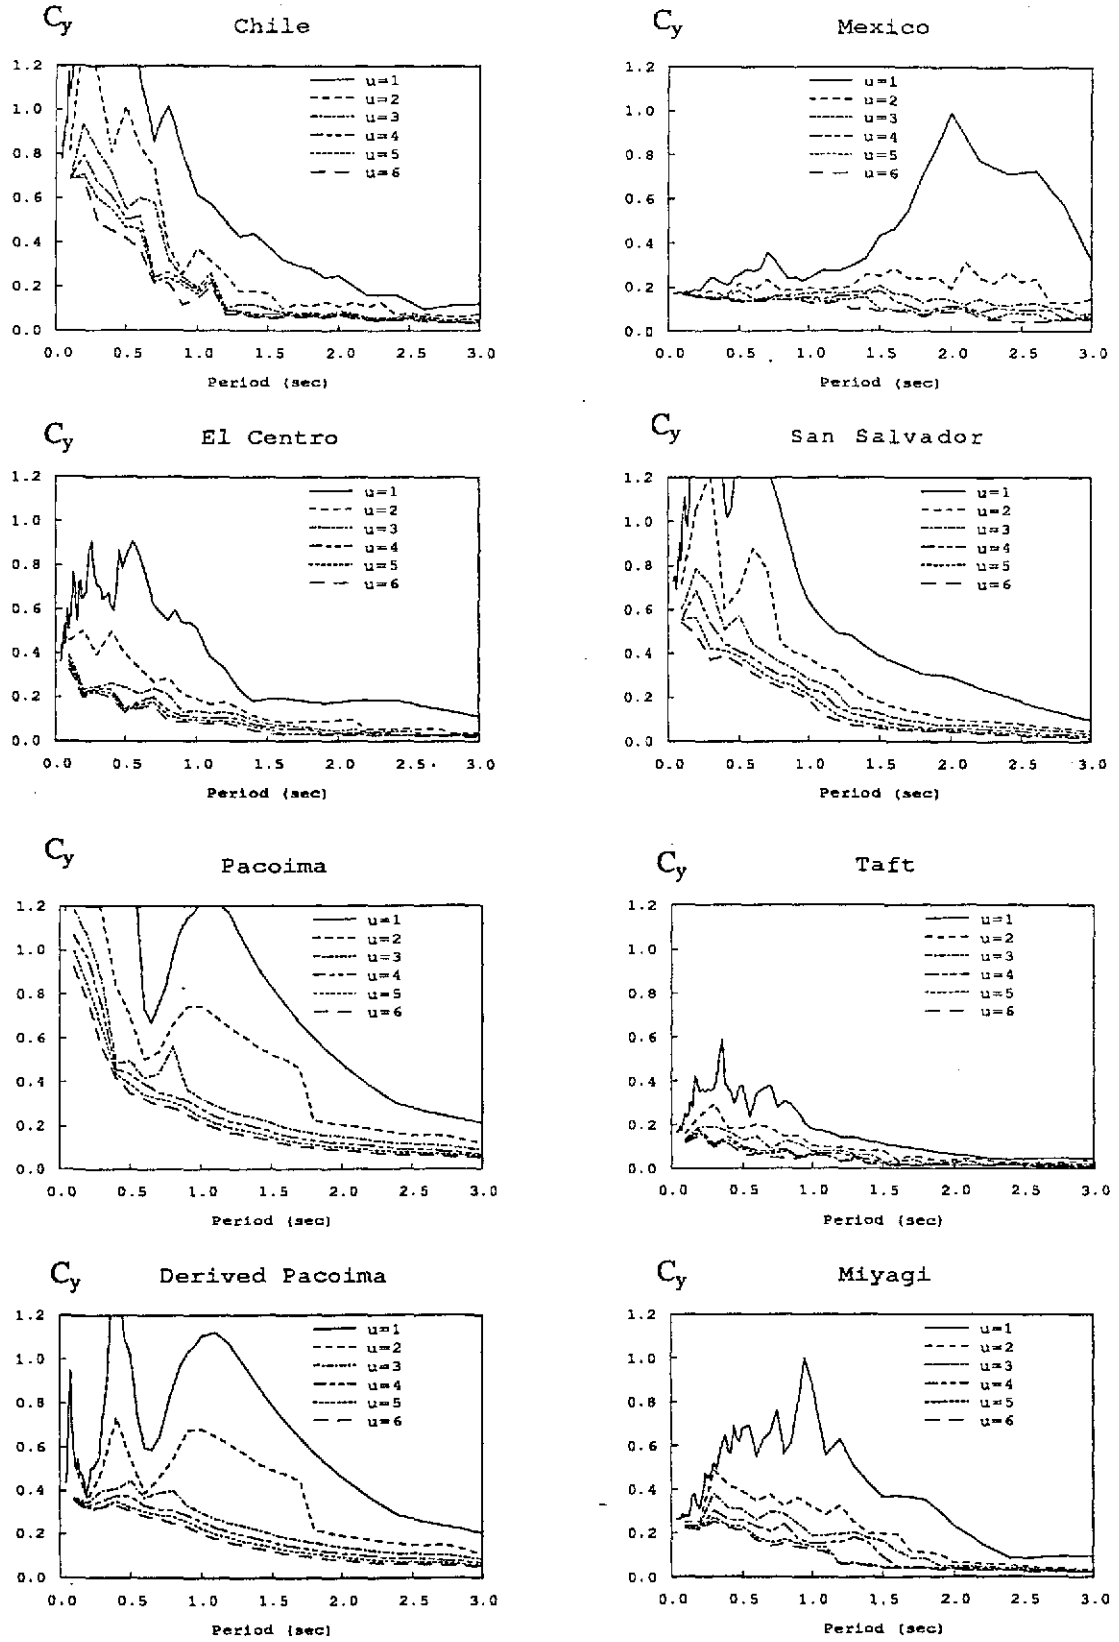 Cy Chile
1.2
1.0
0.8
0.6
0.4
0.2
0.0
u=1
u=2
u=3
u=4
u=5
u=6
0.0 0.5 1.0 1.5 2.0 2.5 3.0
Period (sec)
Cy Mexico
1.2
1.0
0.8
0.6
0.4
0.2
0.0
u=1
u=2
u=3
u=4
u=5
u=6
0.0 0.5 1.0 1.5 2.0 2.5 3.0
Period (sec)
Cy El Centro
1.2
1.0
0.8
0.6
0.4
0.2
0.0
u=1
u=2
u=3
u=4
u=5
u=6
0.0 0.5 1.0 1.5 2.0 2.5 3.0
Period (sec)
Cy San Salvador
1.2
1.0
0.8
0.6
0.4
0.2
0.0
u=1
u=2
u=3
u=4
u=5
u=6
0.0 0.5 1.0 1.5 2.0 2.5 3.0
Period (sec)
Cy Pacoima
1.2
1.0
0.8
0.6
0.4
0.2
0.0
u=1
u=2
u=3
u=4
u=5
u=6
0.0 0.5 1.0 1.5 2.0 2.5 3.0
Period (sec)
Cy Taft
1.2
1.0
0.8
0.6
0.4
0.2
0.0
u=1
u=2
u=3
u=4
u=5
u=6
0.0 0.5 1.0 1.5 2.0 2.5 3.0
Period (sec)
Cy Derived Pacoima
1.2
1.0
0.8
0.6
0.4
0.2
0.0
u=1
u=2
u=3
u=4
u=5
u=6
0.0 0.5 1.0 1.5 2.0 2.5 3.0
Period (sec)
Cy Miyagi
1.2
1.0
0.8
0.6
0.4
0.2
0.0
u=1
u=2
u=3
u=4
u=5
u=6
0.0 0.5 1.0 1.5 2.0 2.5 3.0
Period (sec)